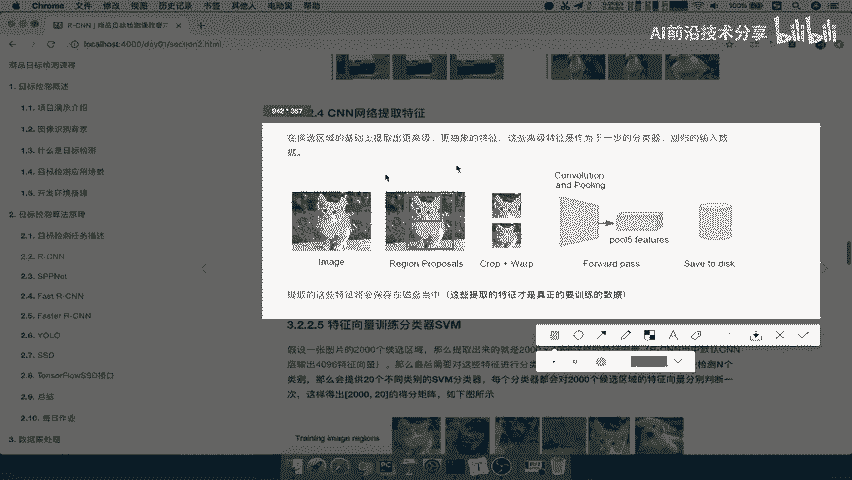 Chrome 文件 修改 视图 历史记录 书签 其他人 电动翼 帮助
100%
R-CNN | 商品目标检测课程
localhost:4000/day01/section2.html
AI前沿技术分享 bilibili
商品目标检测课程
1. 目标检测概述
1.1. 项目演示介绍
1.2. 图像识别背景
1.3. 什么是目标检测
1.4. 目标检测应用场景
1.5. 开发环境搭建
2. 目标检测算法原理
2.1. 目标检测任务描述
2.2. R-CNN
2.3. SPPNet
2.4. Fast R-CNN
2.5. Faster R-CNN
2.6. YOLO
2.7. SSD
2.8. TensorFlowSSD接口
2.9. 总结
2.10. 每日作业
3. 数据集处理
942 * 357
2.4 CNN网络提取特征
在候选区域的基础上提取出更高级、更抽象的特征，这些高级特征是作为下一步的分类器、回归的输入数
据。
Convolution
and Pooling
pool5 features
Image
Region Proposals
Crop + Warp
Forward pass
Save to disk
提取的这些特征将会保存在磁盘当中（这些提取的特征才是真正的要训练的数据）
3.2.2.5 特征向量训练分类器SVM
假设一张图片的2000个候选区域，那么提取出来的就是2000
塔输出4096特征向量）。那么最后需要对这些特征进行分类
检测N个
类别，那么会提供20个不同类别的SVM分类器，每个分类器都会对2000个候选区域的特征向量分别判断一
次，这样得出[2000, 20]的得分矩阵，如下图所示
Training image regions